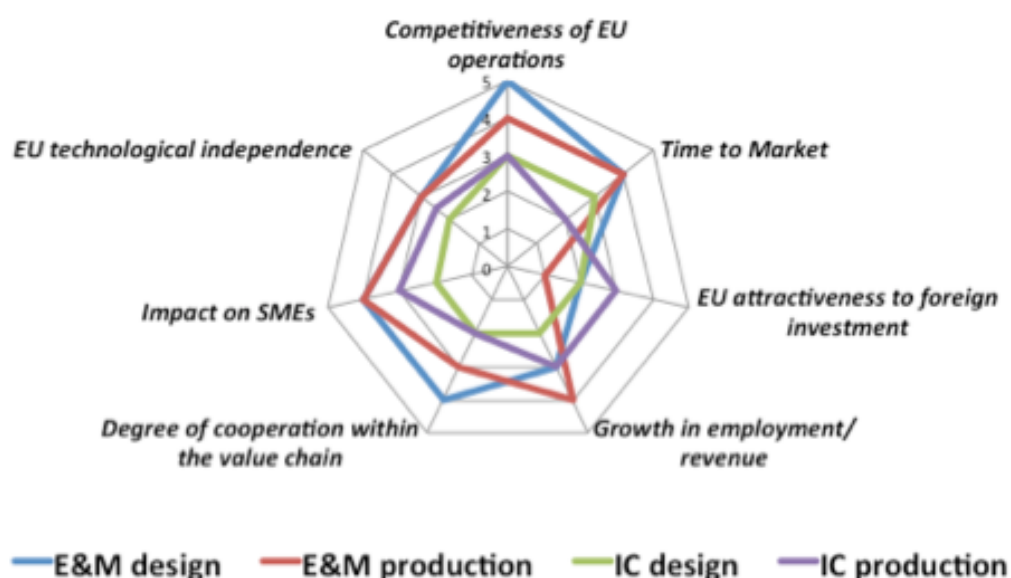 Competitiveness of EU
operations
5
4
3
2
1
0
EU technological independence
Time to Market
Impact on SMEs
EU attractiveness to foreign
investment
Degree of cooperation within
the value chain
Growth in employment/
revenue
E&M design
E&M production
IC design
IC production